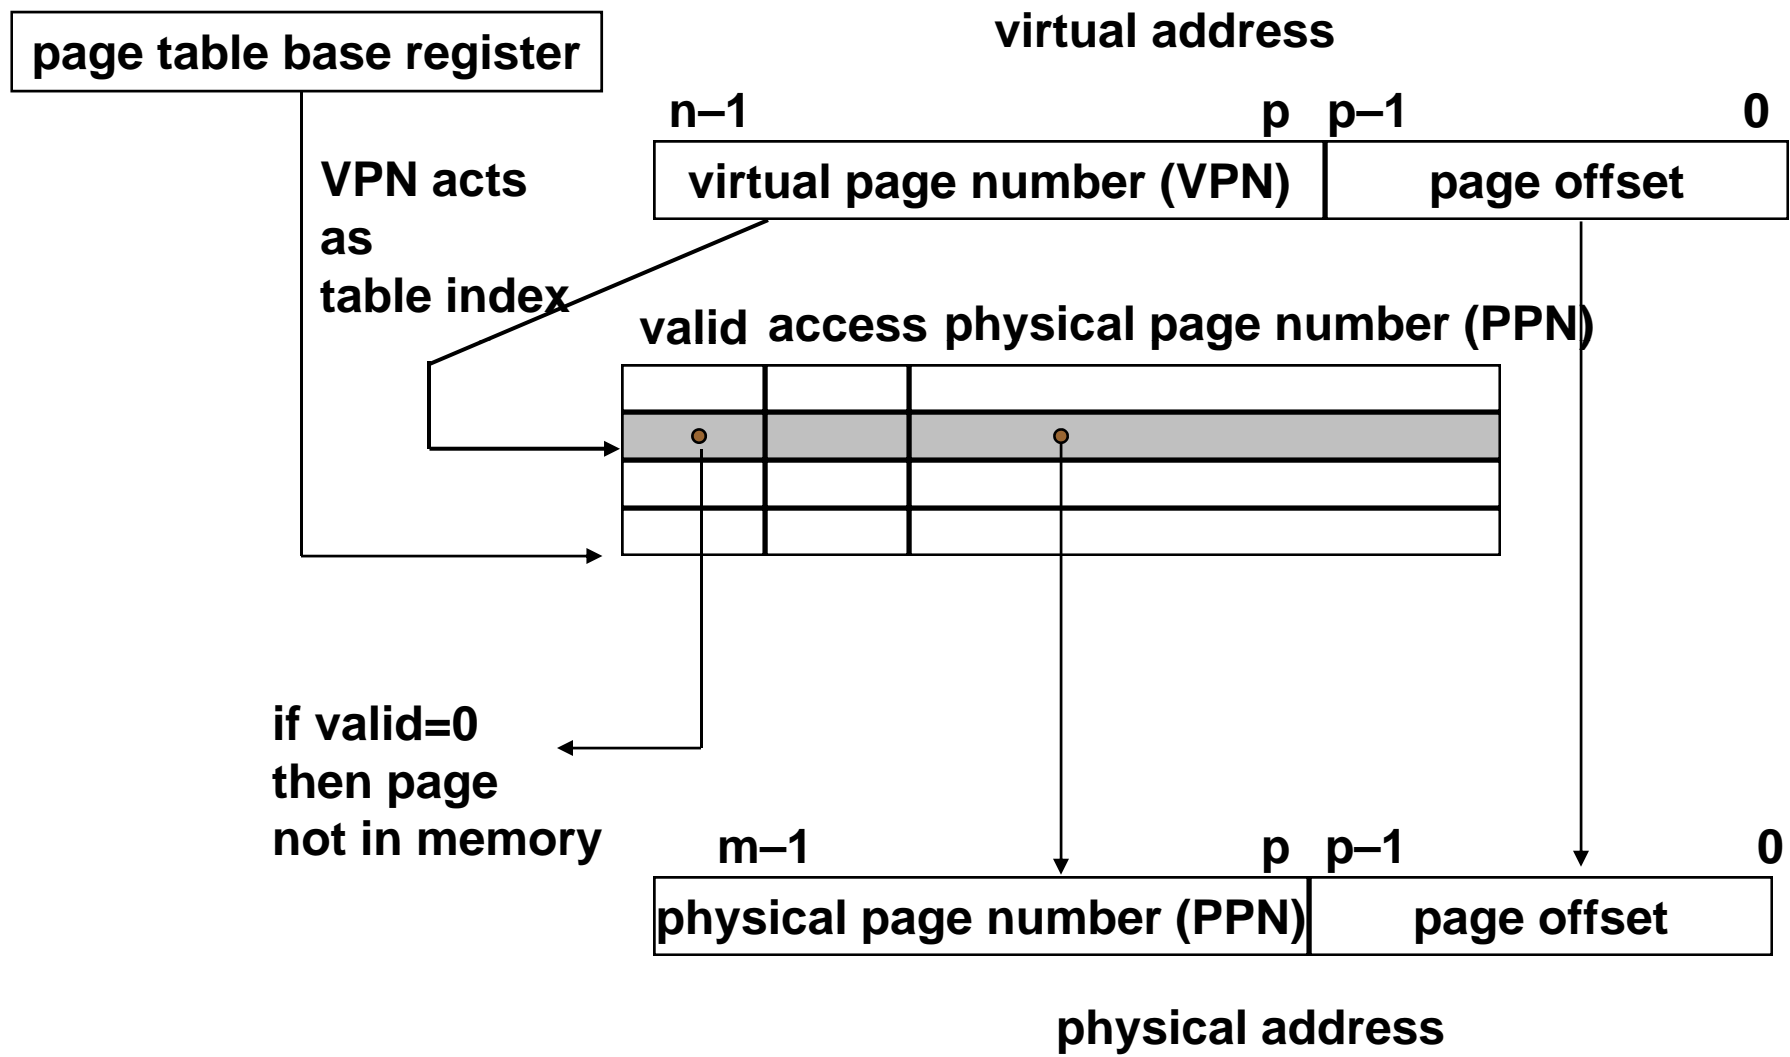 page table base register
virtual address
n–1 p p–1 0
virtual page number (VPN) page offset
VPN acts
as
table index
valid access physical page number (PPN)
if valid=0
then page
not in memory
m–1 p p–1 0
physical page number (PPN) page offset
physical address